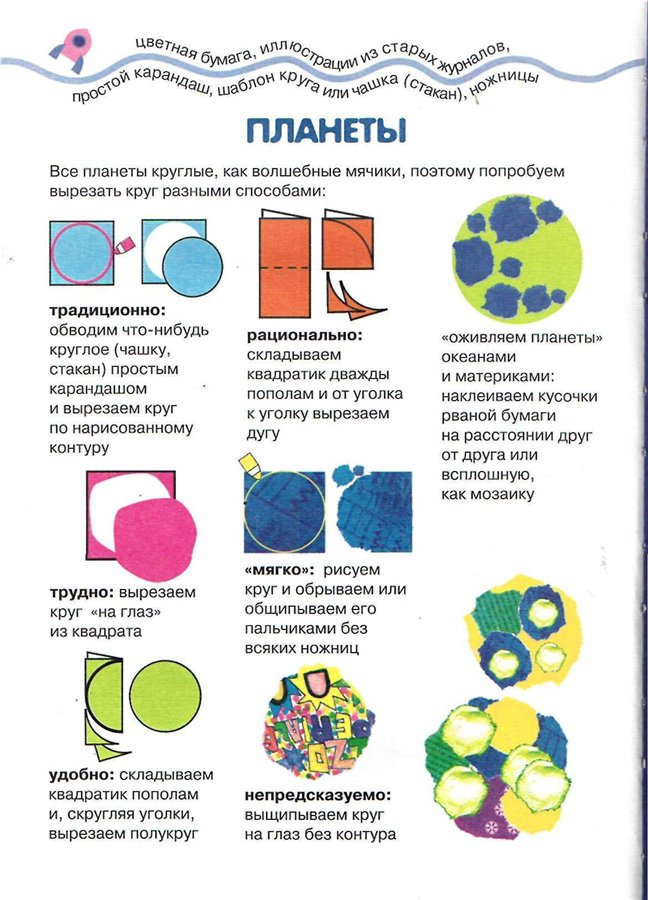 цветная бумага, иллюстрации из старых журналов,
простой карандаш, шаблон круга или чашка (стакан), ножницы
ПЛАНЕТЫ
Все планеты круглые, как волшебные мячики, поэтому попробуем
вырезать круг разными способами:
традиционно:
обводим что-нибудь
круглое (чашку,
стакан) простым
карандашом
и вырезаем круг
по нарисованному
контуру
рационально:
складываем
квадратик дважды
пополам и от уголка
к уголку вырезаем
дугу
«оживляем планеты»
океанами
и материками:
наклеиваем кусочки
рваной бумаги
на расстоянии друг
от друга или
всплошную,
как мозаику
трудно: вырезаем
круг «на глаз»
из квадрата
«мягко»: рисуем
круг и обрываем или
общипываем его
пальчиками без
всяких ножниц
удобно: складываем
квадратик пополам
и, скругляя уголки,
вырезаем полукруг
непредсказуемо:
выщипываем круг
на глаз без контура